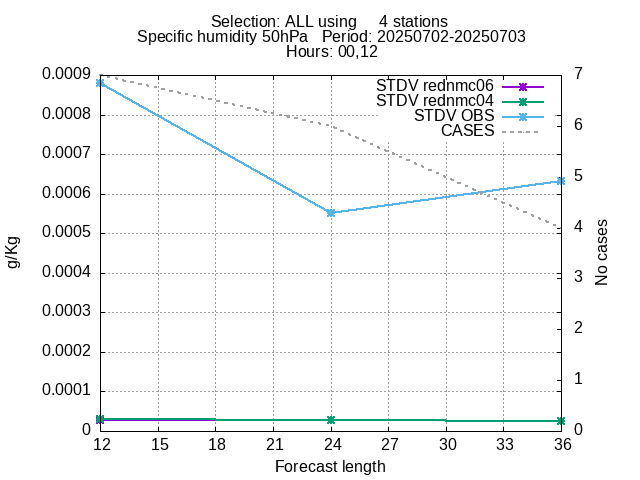 Selection: ALL using     4 stations
Specific humidity 50hPa   Period: 20250702-20250703
Hours: 00,12
STDV rednmc06
STDV rednmc04
STDV OBS
CASES
0.0009
0.0008
0.0007
0.0006
0.0005
0.0004
0.0003
0.0002
0.0001
0
g/Kg
7
6
5
4
3
2
1
0
No cases
12 15 18 21 24 27 30 33 36
Forecast length